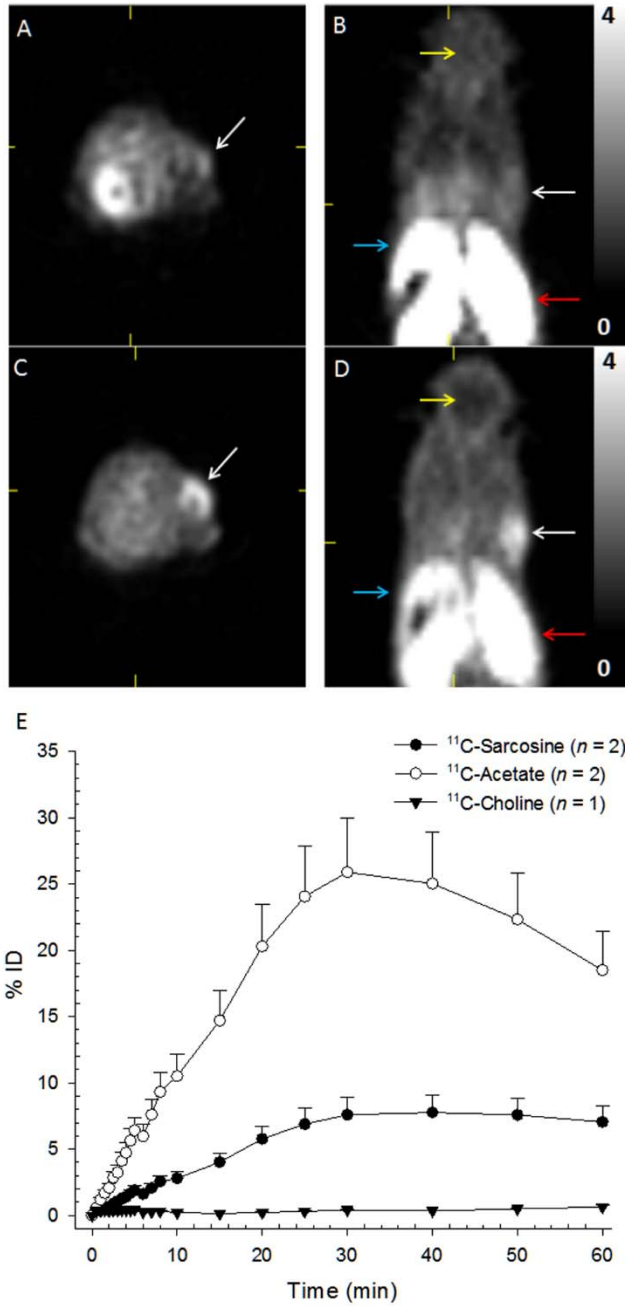 A
B
4
0
C
D
4
0
E
¹¹C-Sarcosine (n = 2)
¹¹C-Acetate (n = 2)
¹¹C-Choline (n = 1)
35
30
25
20
15
10
5
0
% ID
0 10 20 30 40 50 60
Time (min)